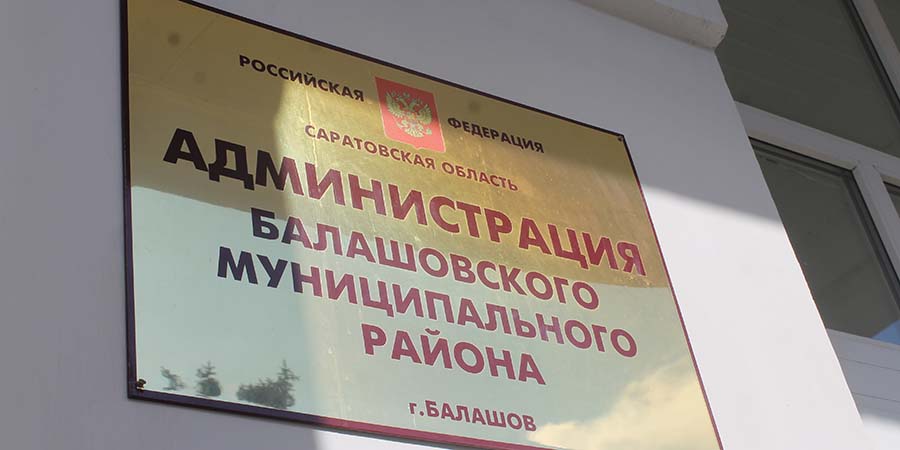 РОССИЙСКАЯ ФЕДЕРАЦИЯ
САРАТОВСКАЯ ОБЛАСТЬ
АДМИНИСТРАЦИЯ
БАЛАШОВСКОГО
МУНИЦИПАЛЬНОГО
РАЙОНА
г.БАЛАШОВ